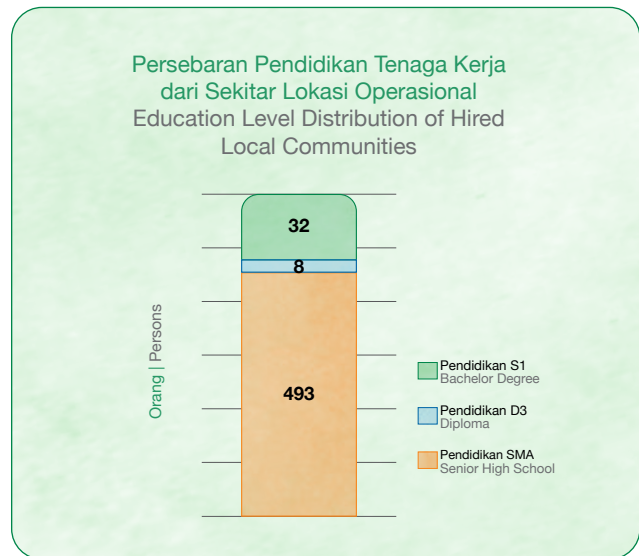 Persebaran Pendidikan Tenaga Kerja
dari Sekitar Lokasi Operasional
Education Level Distribution of Hired
Local Communities
32
8
493
Orang | Persons
Pendidikan S1
Bachelor Degree
Pendidikan D3
Diploma
Pendidikan SMA
Senior High School